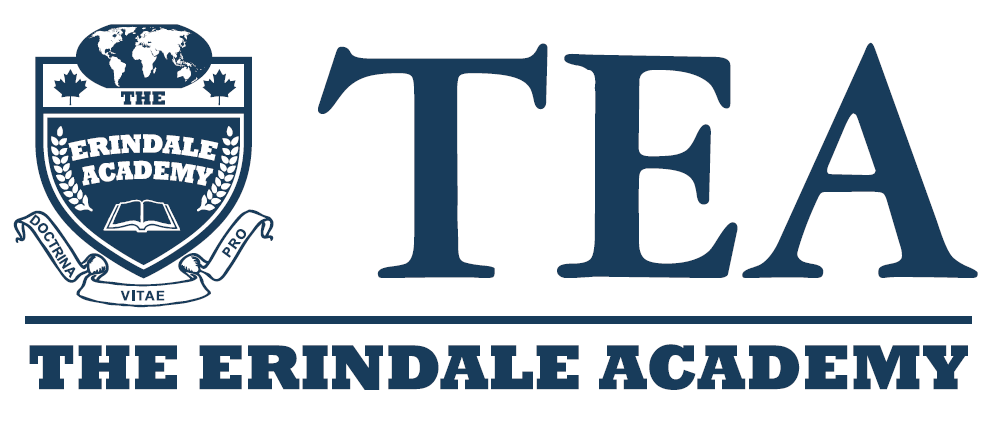 THE
ERINDALE
ACADEMY
DOCTRINA
VITAE
PRO
TEA
THE ERINDALE ACADEMY